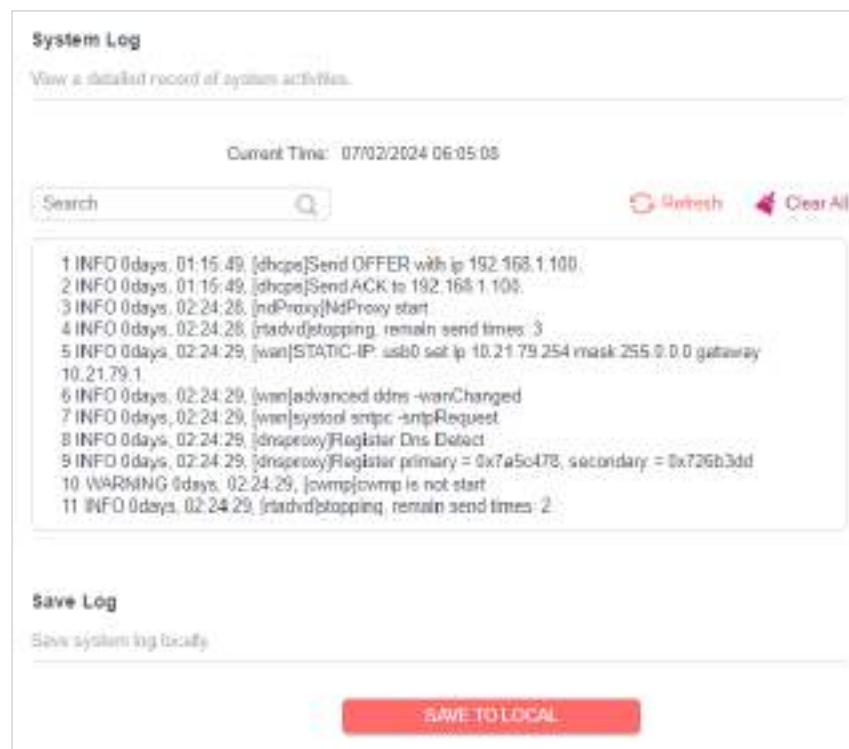 System Log
View a detailed record of system activities.
Current Time: 07/02/2024 06:05:08
Search
Refresh
Clear All
1 INFO 0days, 01:15:49, [dhcps]Send OFFER with ip 192.168.1.100.
2 INFO 0days, 01:15:49, [dhcps]Send ACK to 192.168.1.100.
3 INFO 0days, 02:24:28, [ndProxy]NdProxy start
4 INFO 0days, 02:24:28, [rtadvd]stopping, remain send times: 3
5 INFO 0days, 02:24:29, [wan]STATIC-IP: usb0 set ip 10.21.79.254 mask 255.0.0.0 gateway
10.21.79.1
6 INFO 0days, 02:24:29, [wan]advanced ddns -wanChanged
7 INFO 0days, 02:24:29, [wan]systool sntpc -sntpRequest
8 INFO 0days, 02:24:29, [dnsproxy]Register Dns Detect
9 INFO 0days, 02:24:29, [dnsproxy]Register primary = 0x7a5c478, secondary = 0x726b3dd
10 WARNING 0days, 02:24:29, [cwmp]cwmp is not start
11 INFO 0days, 02:24:29, [rtadvd]stopping, remain send times: 2
Save Log
Save system log locally.
SAVE TO LOCAL